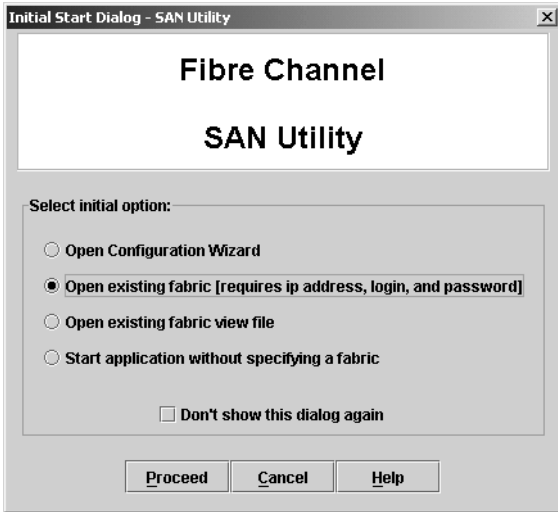 Initial Start Dialog - SAN Utility
Fibre Channel
SAN Utility
Select initial option:
Open Configuration Wizard
Open existing fabric [requires ip address, login, and password]
Open existing fabric view file
Start application without specifying a fabric
Don't show this dialog again
Proceed Cancel Help